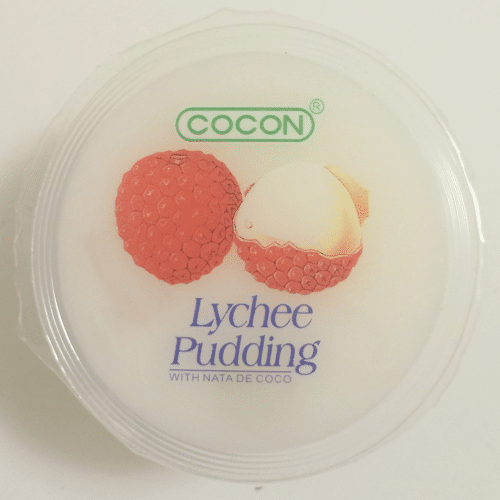 COCON®
Lychee
Pudding
WITH NATA DE COCO